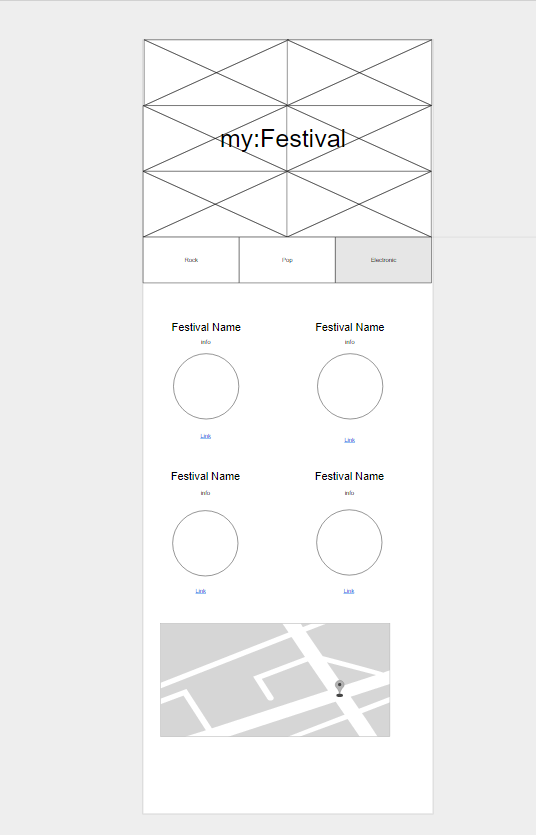 my:Festival
Rock
Pop
Electronic
Festival Name
Festival Name
info
info
Link
Link
Festival Name
Festival Name
info
info
Link
Link